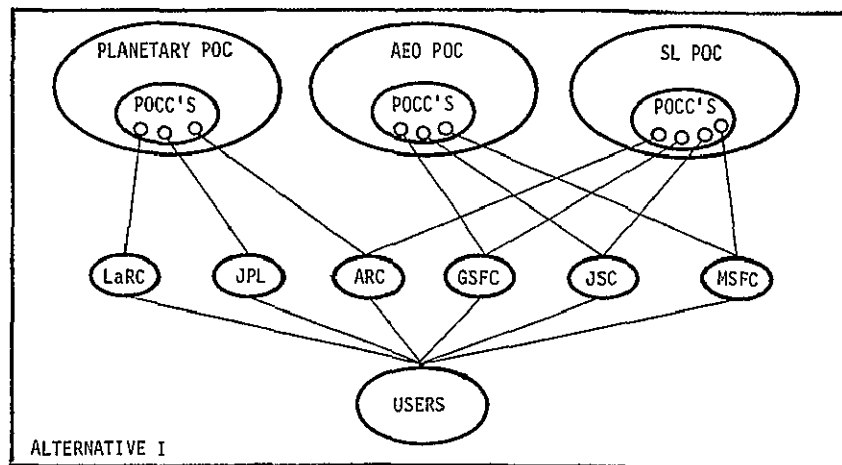 PLANETARY POC
AEO POC
SL POC
POCC'S
POCC'S
POCC'S
LaRC
JPL
ARC
GSFC
JSC
MSFC
USERS
ALTERNATIVE I